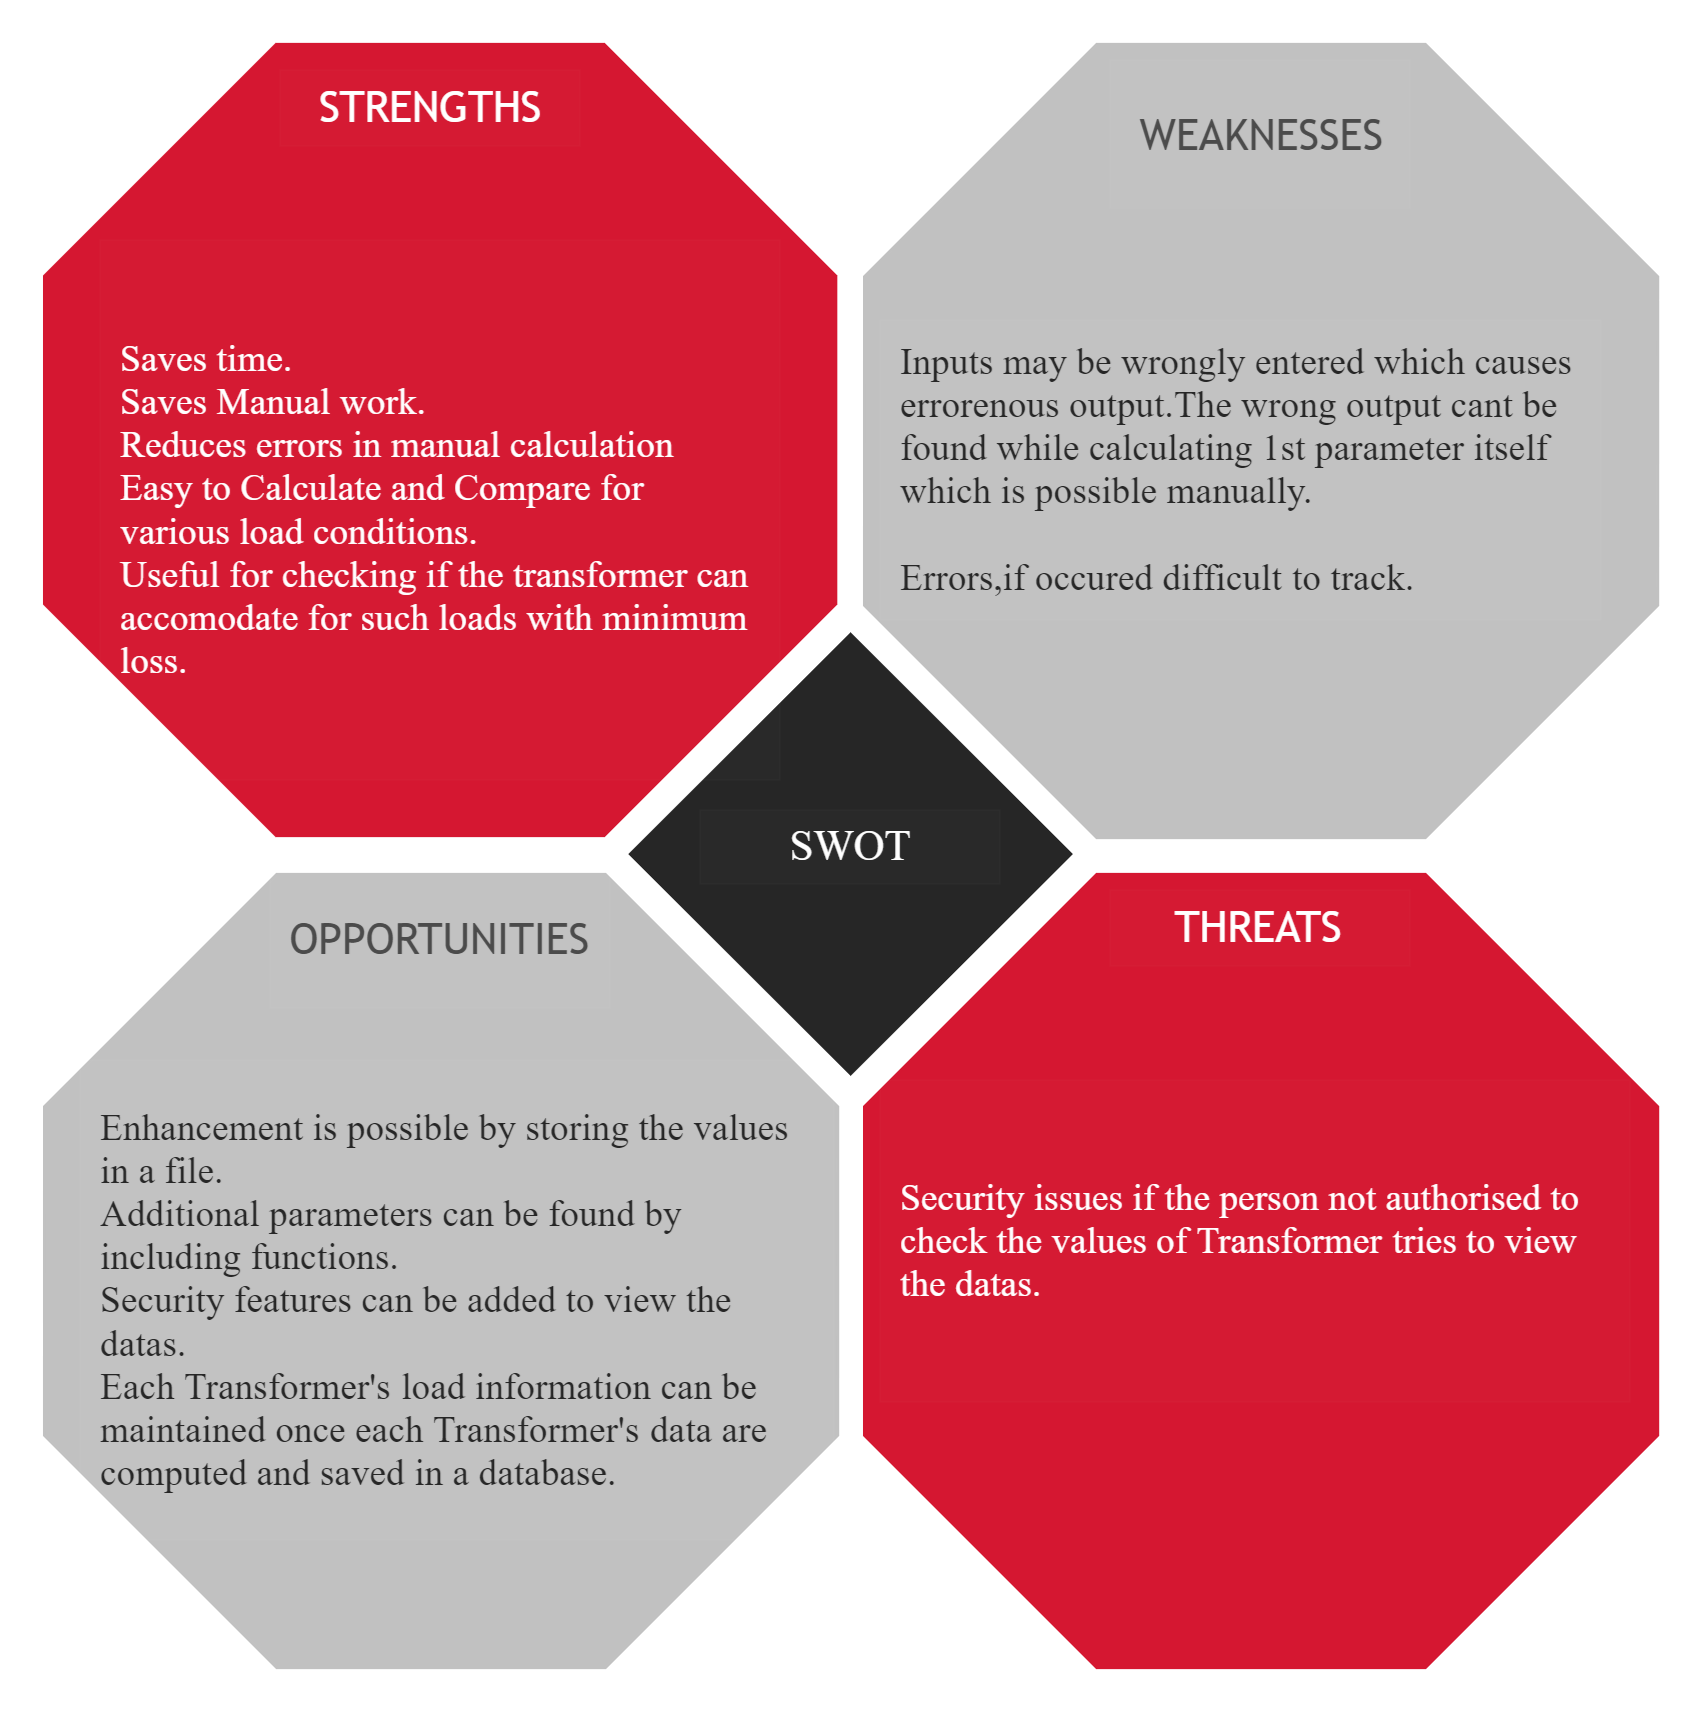 STRENGTHS
Saves time.
Saves Manual work.
Reduces errors in manual calculation
Easy to Calculate and Compare for
various load conditions.
Useful for checking if the transformer can
accomodate for such loads with minimum
loss.
WEAKNESSES
Inputs may be wrongly entered which causes
errorenous output.The wrong output cant be
found while calculating 1st parameter itself
which is possible manually.
Errors,if occured difficult to track.
SWOT
OPPORTUNITIES
Enhancement is possible by storing the values
in a file.
Additional parameters can be found by
including functions.
Security features can be added to view the
datas.
Each Transformer's load information can be
maintained once each Transformer's data are
computed and saved in a database.
THREATS
Security issues if the person not authorised to
check the values of Transformer tries to view
the datas.